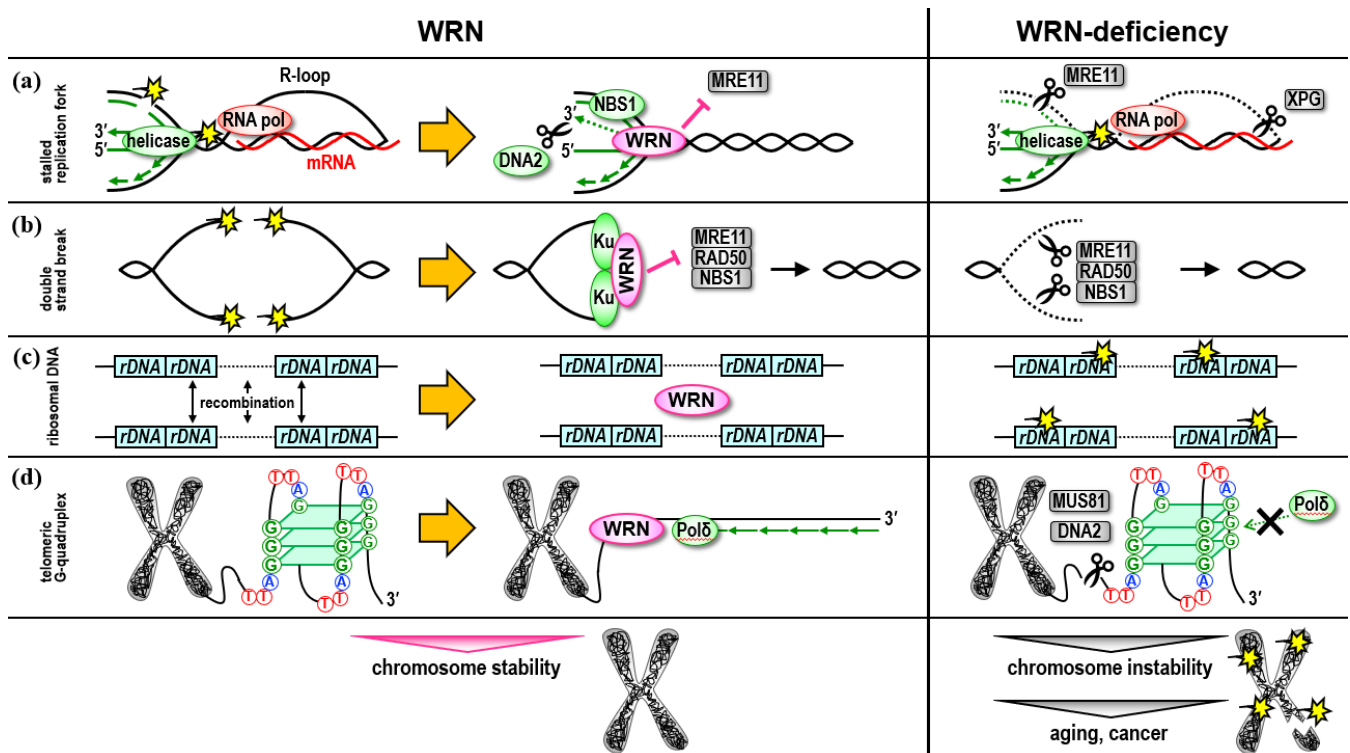 WRN
WRN-deficiency
(a)
stalled
replication fork
R-loop
RNA pol
3′
5′
helicase
mRNA
MRE11
NBS1
3′
5′
WRN
DNA2
MRE11
XPG
RNA pol
3′
5′
helicase
mRNA
(b)
double
strand break
Ku
Ku
WRN
MRE11
RAD50
NBS1
MRE11
RAD50
NBS1
(c)
ribosomal DNA
rDNA rDNA rDNA rDNA
recombination
rDNA rDNA rDNA rDNA
rDNA rDNA rDNA rDNA
WRN
rDNA rDNA rDNA rDNA
rDNA rDNA rDNA rDNA
rDNA rDNA rDNA rDNA
(d)
telomeric
G-quadruplex
T T T T
A A
G G
G G G
G G G
G G G
G G
A A
T T T T
3′
WRN
Polδ
3′
MUS81
DNA2
T T T T
A A
G G
G G G
G G G
G G G
G G
A A
T T T T
3′
Polδ
chromosome stability
chromosome instability
aging, cancer